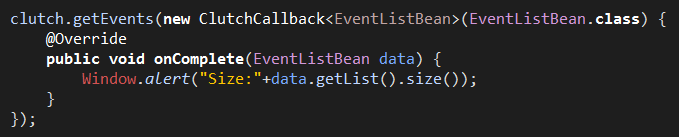 clutch.getEvents(new ClutchCallback<EventListBean>(EventListBean.class) {
    @Override
    public void onComplete(EventListBean data) {
        Window.alert("Size:"+data.getList().size());
    }
});